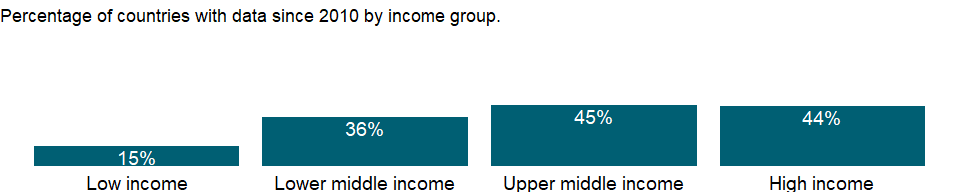 Percentage of countries with data since 2010 by income group.
15%
36%
45%
44%
Low income
Lower middle income
Upper middle income
High income